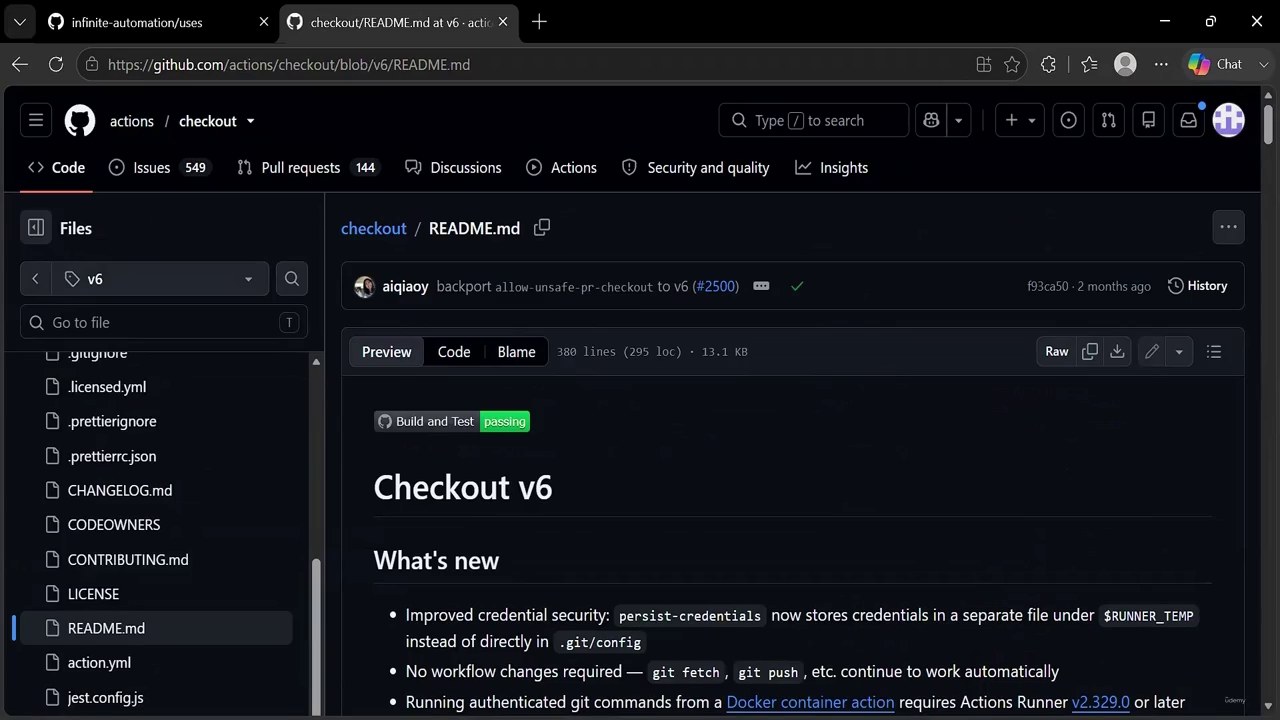 infinite-automation/uses
checkout/README.md at v6 · actio
https://github.com/actions/checkout/blob/v6/README.md
Chat
actions / checkout
Type / to search
Code
Issues 549
Pull requests 144
Discussions
Actions
Security and quality
Insights
Files
v6
Go to file
T
.gitignore
.licensed.yml
.prettierignore
.prettierrc.json
CHANGELOG.md
CODEOWNERS
CONTRIBUTING.md
LICENSE
README.md
action.yml
jest.config.js
checkout / README.md
aiqiaoy backport allow-unsafe-pr-checkout to v6 (#2500)
f93ca50 · 2 months ago
History
Preview
Code
Blame
380 lines (295 loc) · 13.1 KB
Raw
Build and Test passing
Checkout v6
What's new
• Improved credential security: persist-credentials now stores credentials in a separate file under $RUNNER_TEMP
instead of directly in .git/config
• No workflow changes required — git fetch, git push, etc. continue to work automatically
• Running authenticated git commands from a Docker container action requires Actions Runner v2.329.0 or later
Udemy